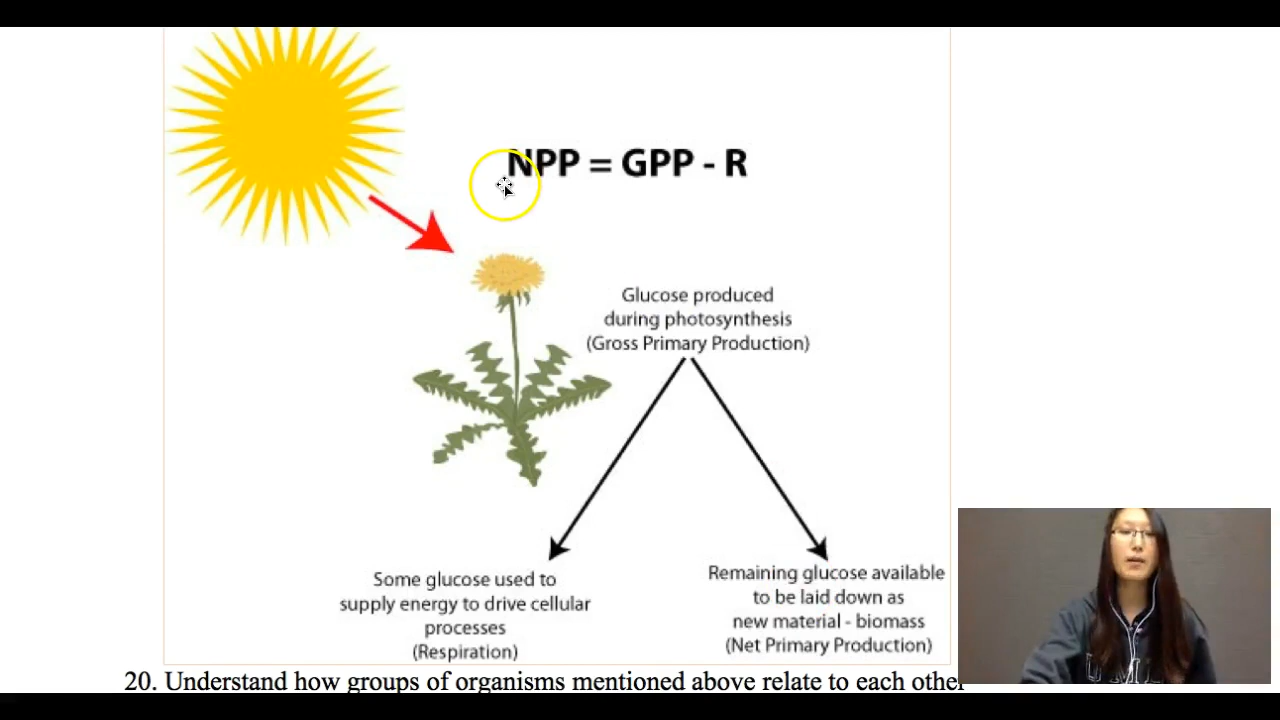 NPP = GPP - R
Glucose produced
during photosynthesis
(Gross Primary Production)
Some glucose used to
supply energy to drive cellular
processes
(Respiration)
Remaining glucose available
to be laid down as
new material - biomass
(Net Primary Production)
20. Understand how groups of organisms mentioned above relate to each other